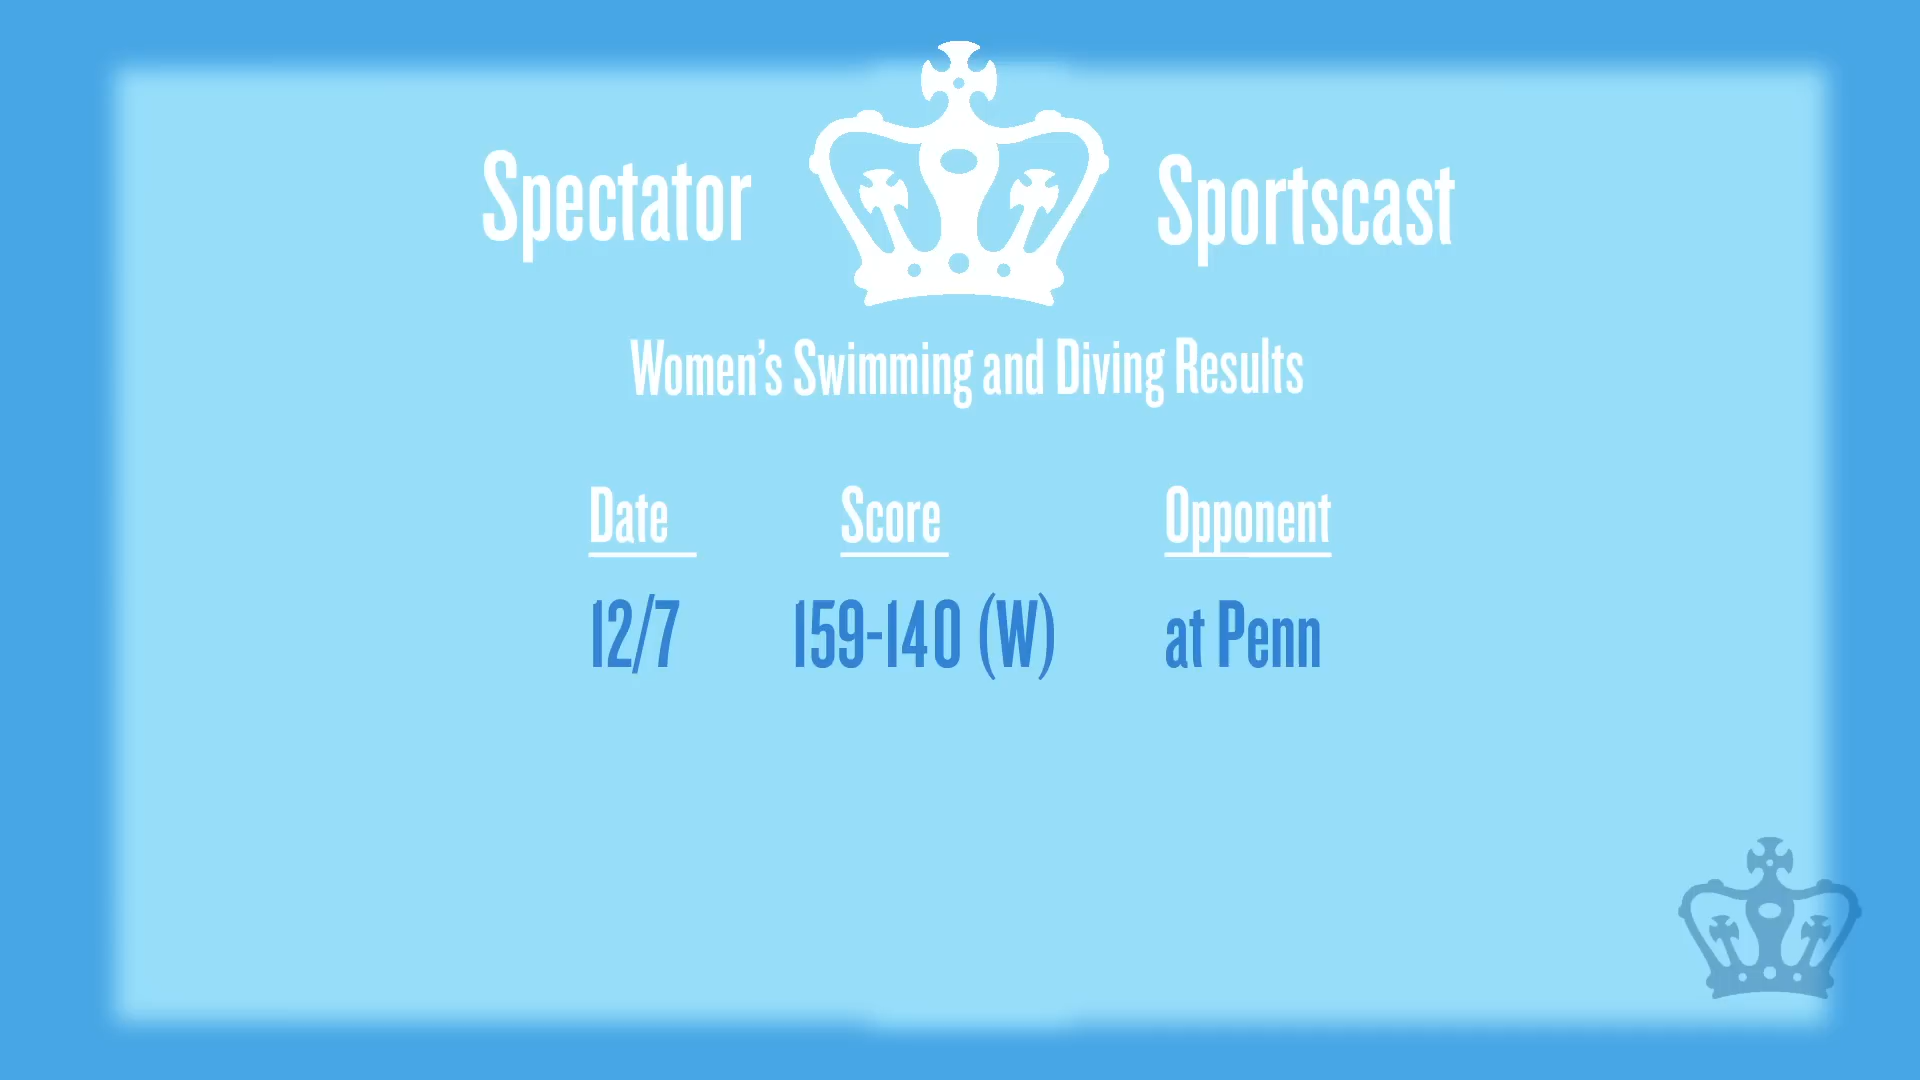 Spectator Sportscast
Women's Swimming and Diving Results
Date Score Opponent
12/7 159-140 (W) at Penn